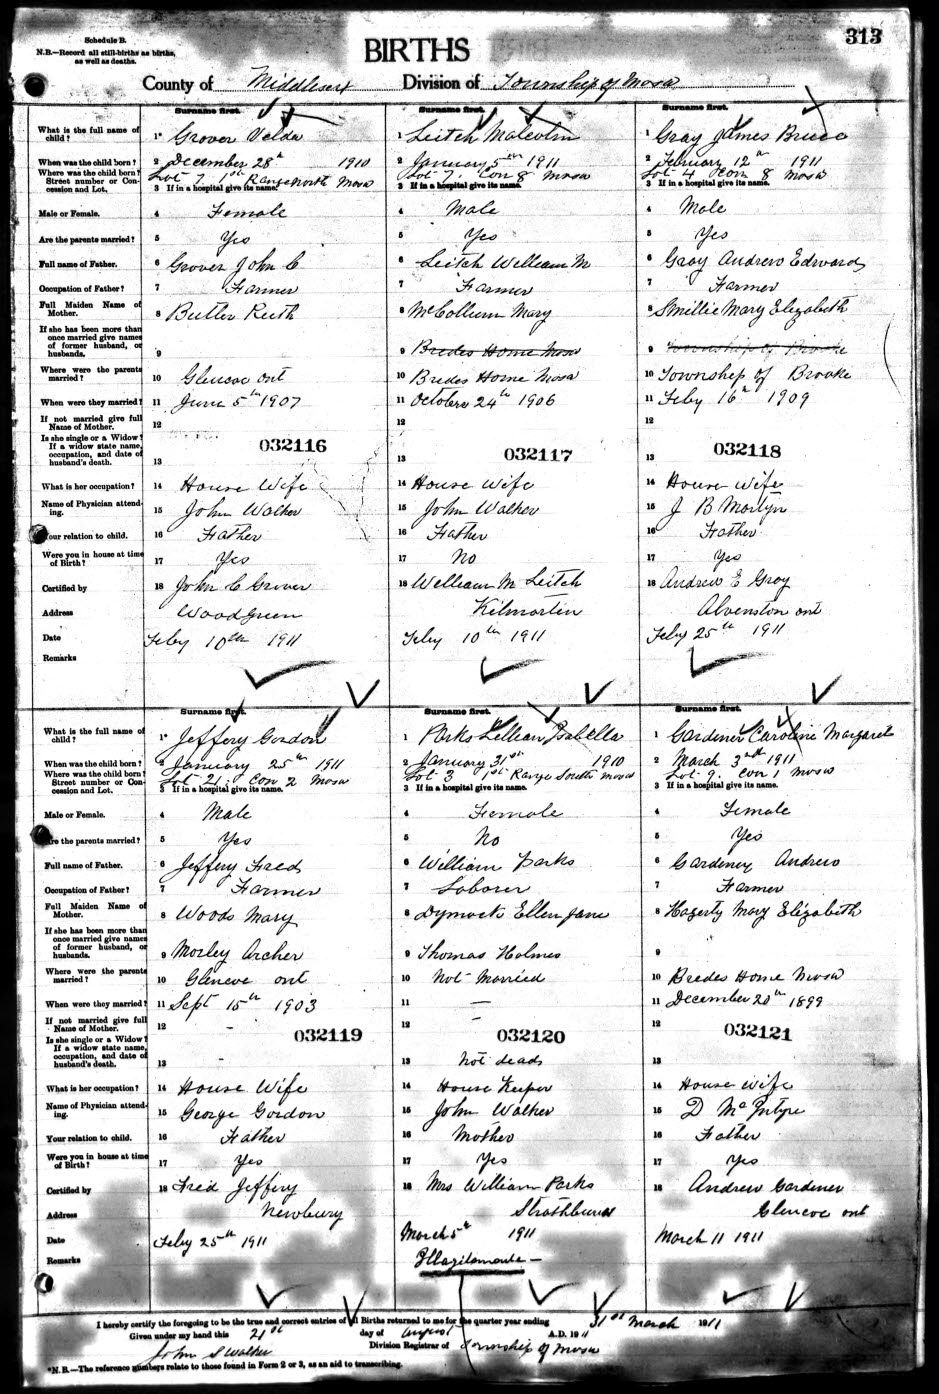 Schedule B.
N.B.—Record all still-births as births,
as well as deaths.
BIRTHS
313
County of Middlesex Division of Township of Mosa
Surname first. Surname first. Surname first.
What is the full name of child? 1* Grover Velda 1 Leitch Malcolm 1 Gray James Bruce
When was the child born? 2 December 28th 1910 2 January 5th 1911 2 February 12th 1911
Where was the child born? Street number or Concession and Lot. Lot 7. 1st Range North Mosa Lot 7. Con 8 Mosa Lot 4 Con 8 Mosa
3 If in a hospital give its name. 3 If in a hospital give its name. 3 If in a hospital give its name.
Male or Female. 4 Female 4 Male 4 Male
Are the parents married? 5 Yes 5 Yes 5 Yes
Full name of Father. 6 Grover John C 6 Leitch William M 6 Gray Andrew Edward
Occupation of Father? 7 Farmer 7 Farmer 7 Farmer
Full Maiden Name of Mother. 8 Butler Ruth 8 McCollum Mary 8 Smillie Mary Elizabeth
If she has been more than once married give names of former husband, or husbands. 9 9 Brides Home Mosa 9 Township of Brooke
Where were the parents married? 10 Glencoe ont 10 Brides Home Mosa 10 Township of Brooke
When were they married? 11 June 5th 1907 11 October 24th 1906 11 Feby 16th 1909
If not married give full Name of Mother. 12 12 12
Is she single or a Widow? If a widow state name, occupation, and date of husband's death. 13 032116 13 032117 13 032118
What is her occupation? 14 House Wife 14 House Wife 14 House Wife
Name of Physician attending. 15 John Walker 15 John Walker 15 J B Martyn
Your relation to child. 16 Father 16 Father 16 Father
Were you in house at time of Birth? 17 Yes 17 No 17 Yes
Certified by 18 John C Grover 18 William M Leitch 18 Andrew E Gray
Address Woodgreen Kilmartin Alvinston ont
Date Feby 10th 1911 Feby 10th 1911 Feby 25th 1911
Remarks
Surname first. Surname first. Surname first.
What is the full name of child? 1* Jeffery Gordon 1 Parks Lillian Isabella 1 Gardener Caroline Margaret
When was the child born? 2 January 25th 1911 2 January 31st 1910 2 March 3rd 1911
Where was the child born? Street number or Concession and Lot. Lot 21. Con 2 Mosa Lot 3 1st Range South Mosa Lot 9. Con 1 Mosa
3 If in a hospital give its name. 3 If in a hospital give its name. 3 If in a hospital give its name.
Male or Female. 4 Male 4 Female 4 Female
Are the parents married? 5 Yes 5 No 5 Yes
Full name of Father. 6 Jeffery Fred 6 William Parks 6 Gardener Andrew
Occupation of Father? 7 Farmer 7 Laborer 7 Farmer
Full Maiden Name of Mother. 8 Woods Mary 8 Dymock Ellen Jane 8 Hagerty Mary Elizabeth
If she has been more than once married give names of former husband, or husbands. 9 Morley Archer 9 Thomas Holmes 9
Where were the parents married? 10 Glencoe ont 10 Not Married 10 Brides Home Mosa
When were they married? 11 Sept 15th 1903 11 — 11 December 20th 1899
If not married give full Name of Mother. 12 - 12 — 12
Is she single or a Widow? If a widow state name, occupation, and date of husband's death. 13 - 032119 13 032120 Not dead 13 032121
What is her occupation? 14 House Wife 14 House Keeper 14 House Wife
Name of Physician attending. 15 George Gordon 15 John Walker 15 D McIntyre
Your relation to child. 16 Father 16 Mother 16 Father
Were you in house at time of Birth? 17 Yes 17 Yes 17 Yes
Certified by 18 Fred Jeffery 18 Mrs William Parks 18 Andrew Gardener
Address Newbury Strathburn Glencoe ont
Date Feby 25th 1911 March 5th 1911 March 11 1911
Remarks Illegitimate —
I hereby certify the foregoing to be the true and correct entries of all Births returned to me for the quarter year ending 31st March 1911
Given under my hand this 21st day of August A.D. 1911
John S Walker Division Registrar of Township of Mosa
*N.B.—The reference numbers relate to those found in Form 2 or 3, as an aid to transcribing.